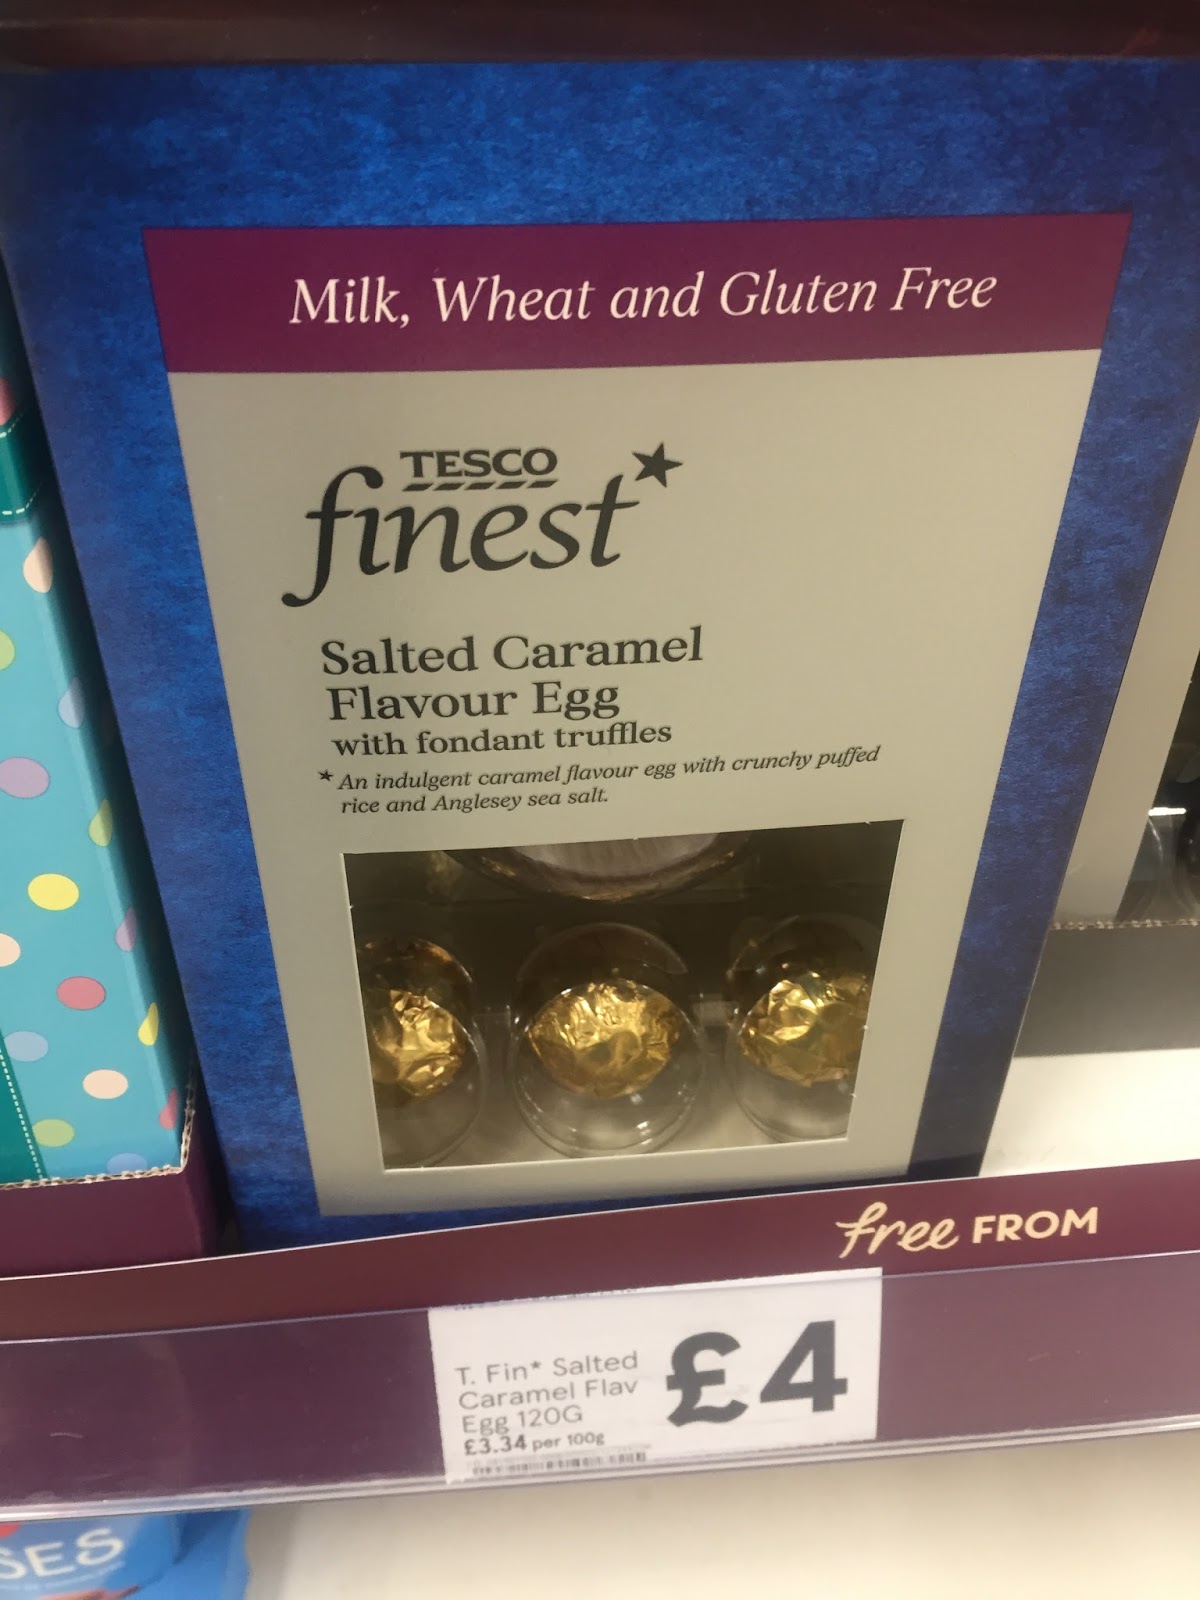 Milk, Wheat and Gluten Free
TESCO
finest*
Salted Caramel
Flavour Egg
with fondant truffles
* An indulgent caramel flavour egg with crunchy puffed
rice and Anglesey sea salt.
free FROM
T. Fin* Salted
Caramel Flav
Egg 120G
£3.34 per 100g
£4
SES